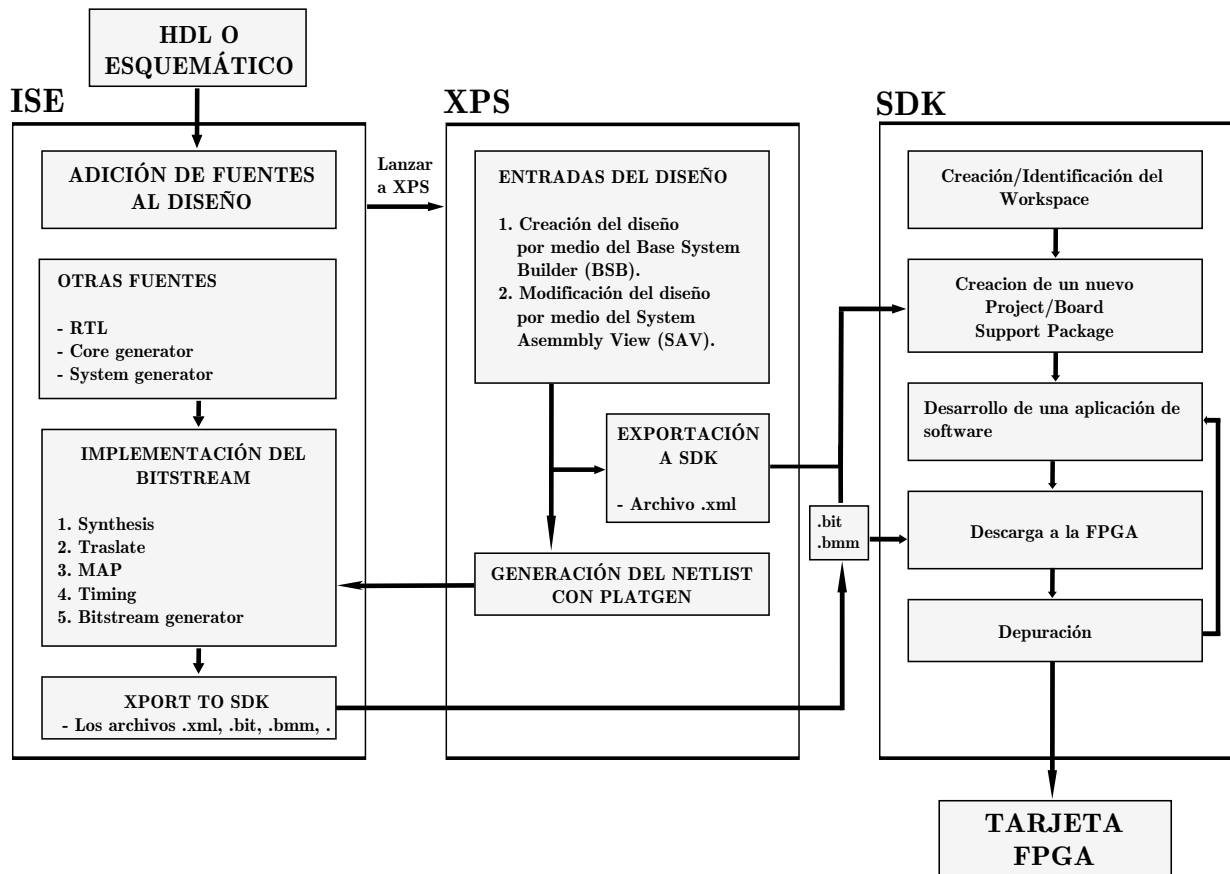 HDL O
ESQUEMÁTICO
ISE
ADICIÓN DE FUENTES
AL DISEÑO
OTRAS FUENTES
- RTL
- Core generator
- System generator
IMPLEMENTACIÓN DEL
BITSTREAM
1. Synthesis
2. Traslate
3. MAP
4. Timing
5. Bitstream generator
XPORT TO SDK
- Los archivos .xml, .bit, .bmm, .
Lanzar
a XPS
XPS
ENTRADAS DEL DISEÑO
1. Creación del diseño
por medio del Base System
Builder (BSB).
2. Modificación del diseño
por medio del System
Asemmbly View (SAV).
EXPORTACIÓN
A SDK
- Archivo .xml
GENERACIÓN DEL NETLIST
CON PLATGEN
.bit
.bmm
SDK
Creación/Identificación del
Workspace
Creacion de un nuevo
Project/Board
Support Package
Desarrollo de una aplicación de
software
Descarga a la FPGA
Depuración
TARJETA
FPGA